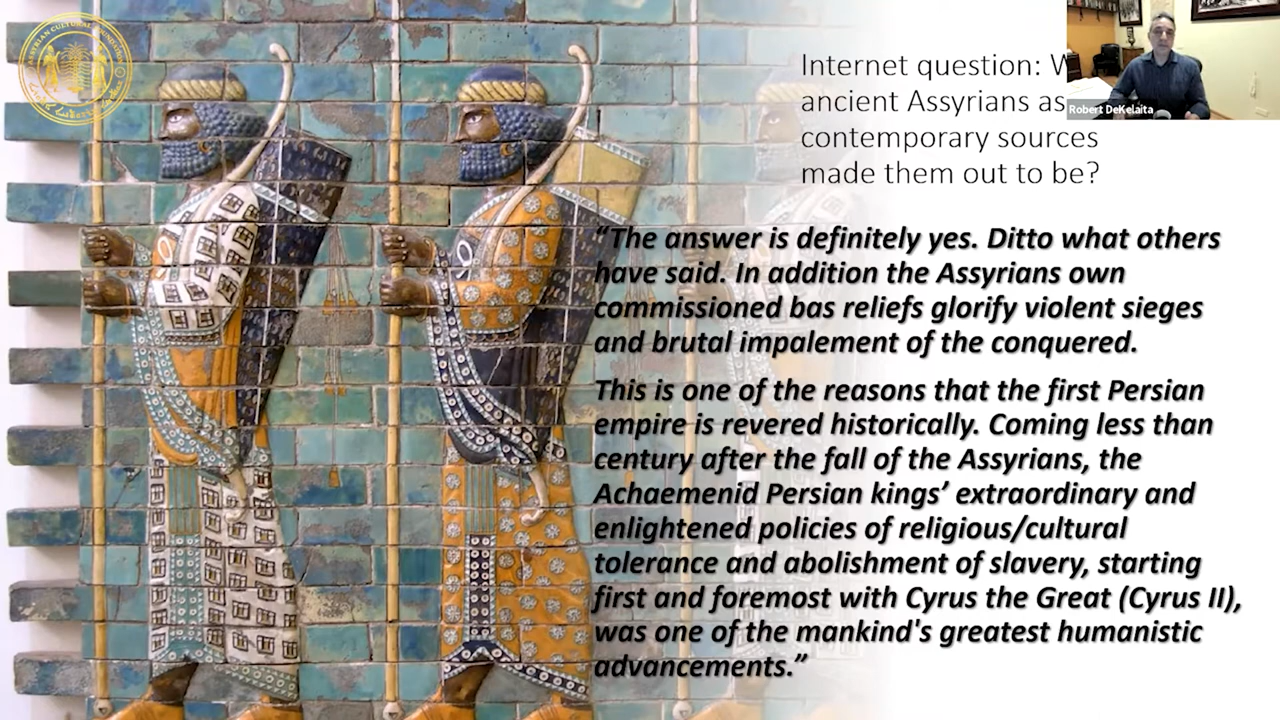 ASSYRIAN CULTURAL FOUNDATION
Internet question: W
ancient Assyrians as
contemporary sources
made them out to be?
Robert DeKelaita
“The answer is definitely yes. Ditto what others
have said. In addition the Assyrians own
commissioned bas reliefs glorify violent sieges
and brutal impalement of the conquered.
This is one of the reasons that the first Persian
empire is revered historically. Coming less than
century after the fall of the Assyrians, the
Achaemenid Persian kings’ extraordinary and
enlightened policies of religious/cultural
tolerance and abolishment of slavery, starting
first and foremost with Cyrus the Great (Cyrus II),
was one of the mankind's greatest humanistic
advancements.”